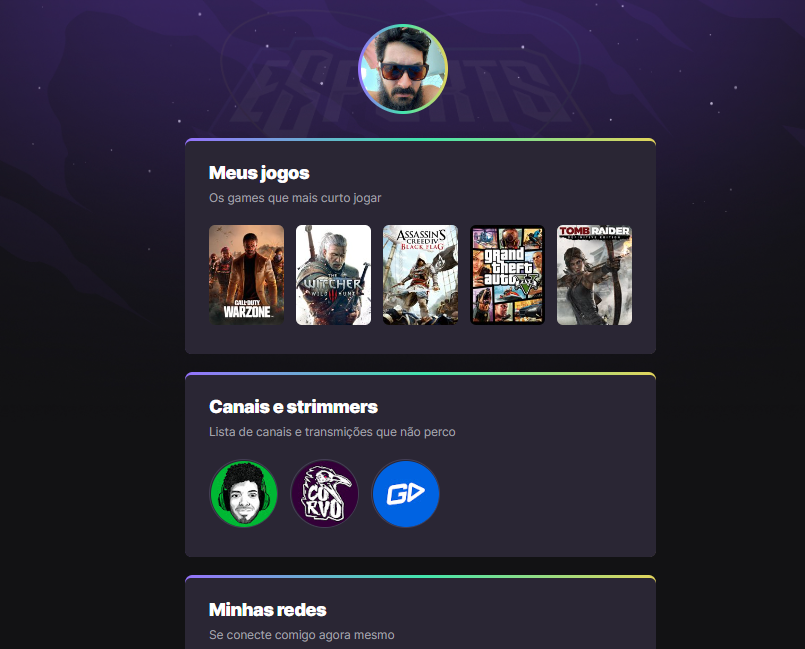 ESPORTS
Meus jogos
Os games que mais curto jogar
CALL OF DUTY
WARZONE
THE
WITCHER
WILD HUNT
ASSASSIN'S
CREED IV
BLACK FLAG
grand
theft
auto
V
TOMB RAIDER
DEFINITIVE EDITION
Canais e strimmers
Lista de canais e transmições que não perco
CORVO
Minhas redes
Se conecte comigo agora mesmo